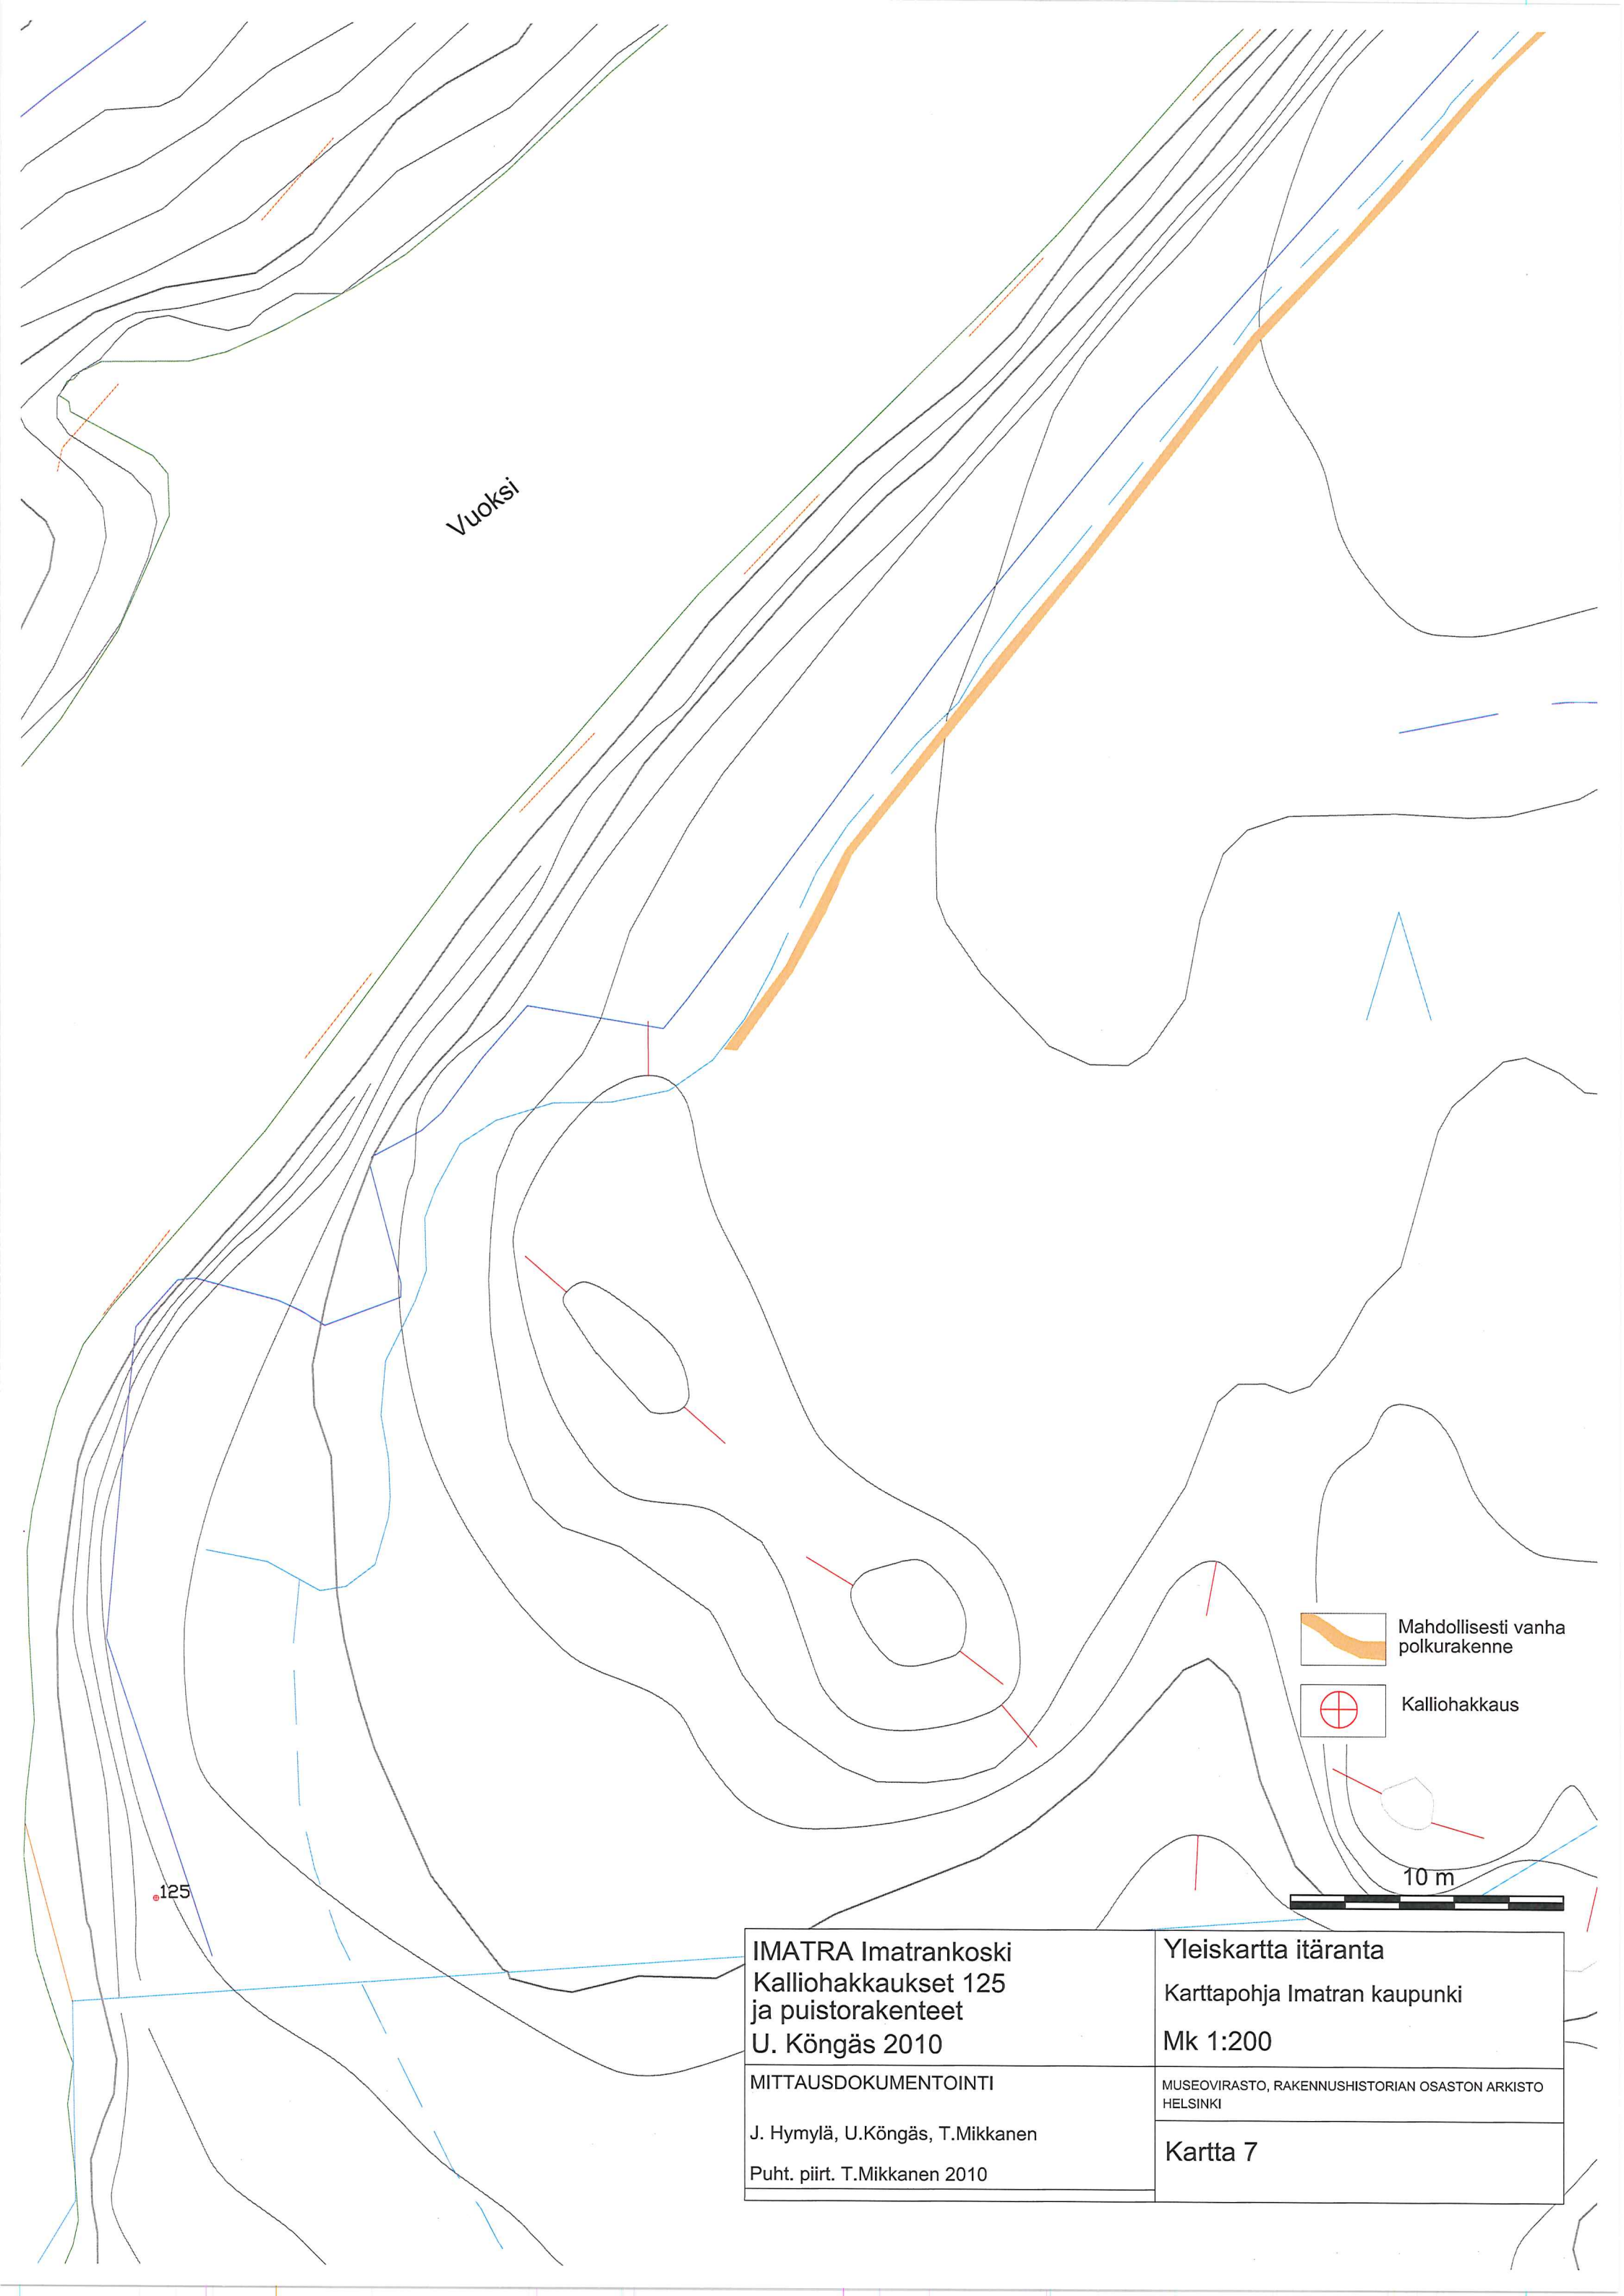 Vuoksi
Mahdollisesti vanha
polkurakenne
Kalliohakkaus
125
10 m
IMATRA Imatrankoski
Kalliohakkaukset 125
ja puistorakenteet
U. Köngäs 2010
MITTAUSDOKUMENTOINTI
J. Hymylä, U.Köngäs, T.Mikkanen
Puht. piirt. T.Mikkanen 2010
Yleiskartta itäranta
Karttapohja Imatran kaupunki
Mk 1:200
MUSEOVIRASTO, RAKENNUSHISTORIAN OSASTON ARKISTO
HELSINKI
Kartta 7